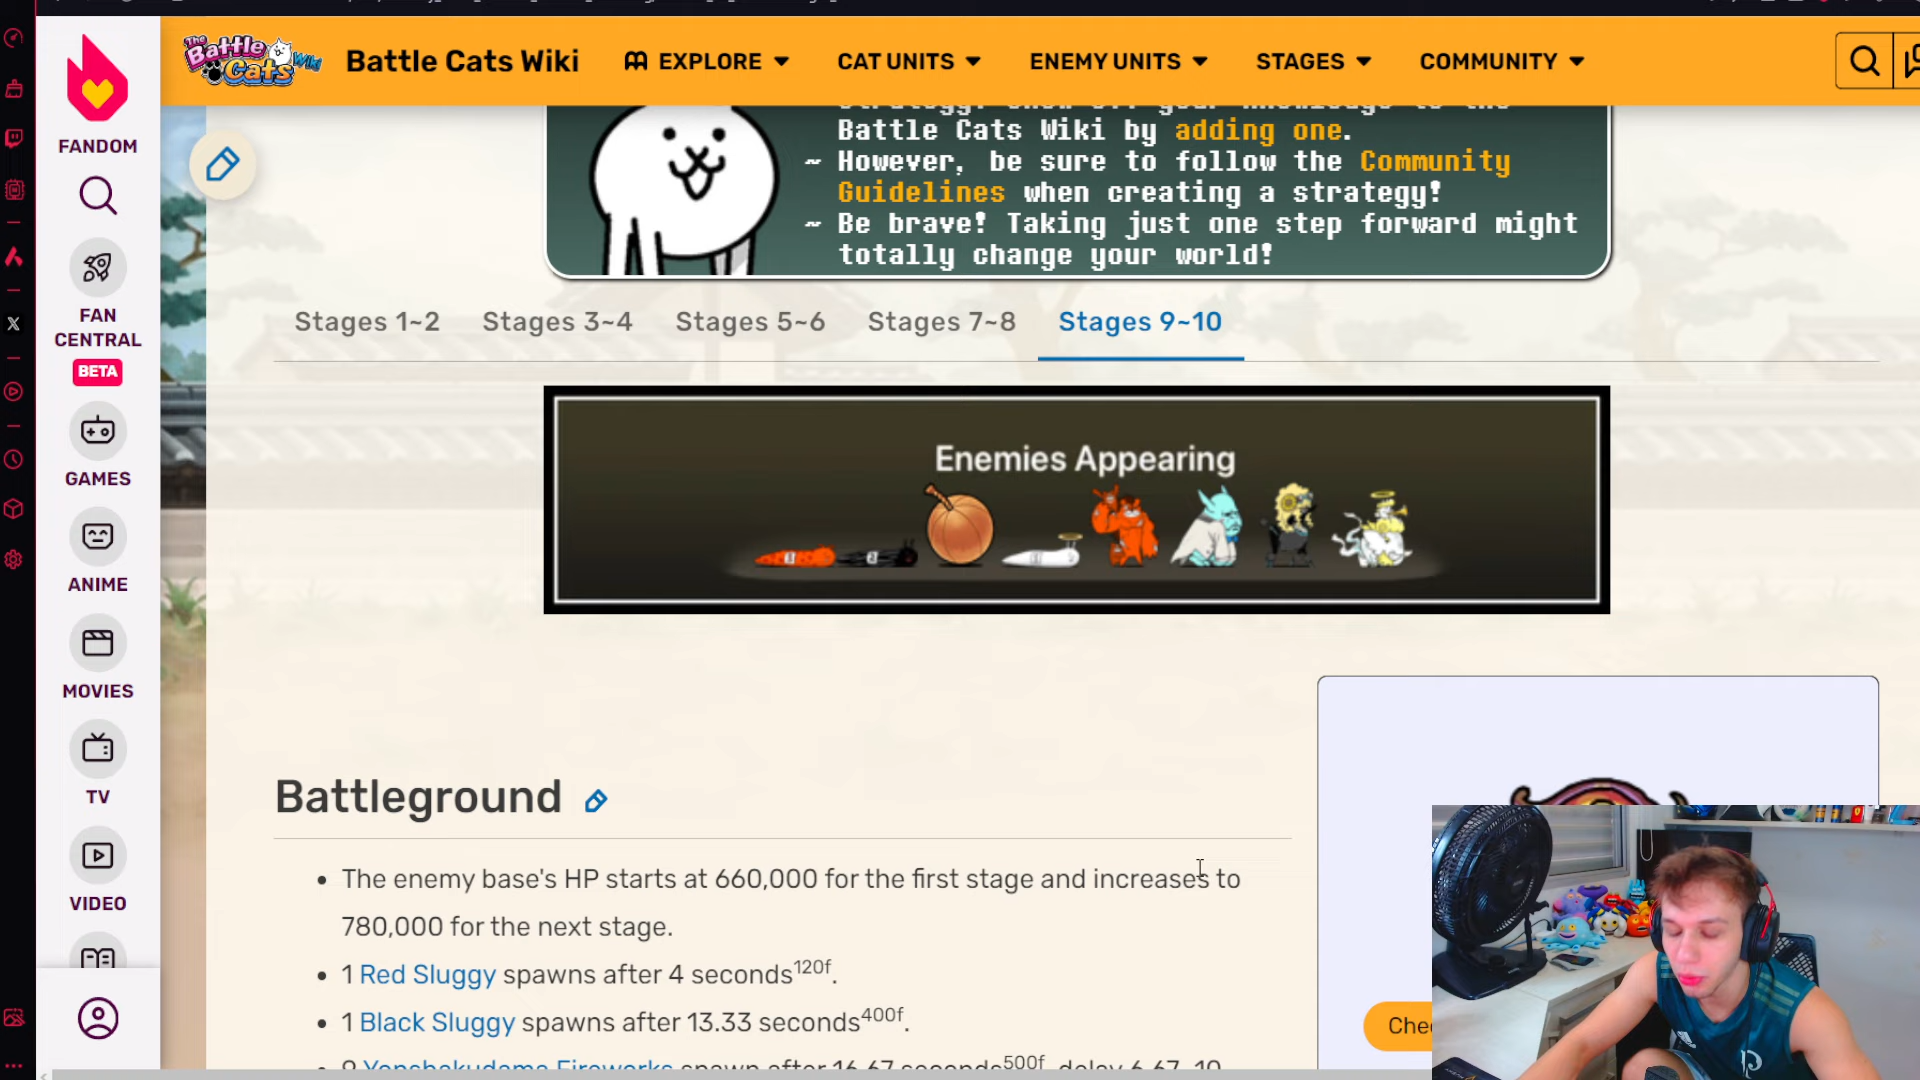 The Battle Cats Wiki
Battle Cats Wiki
EXPLORE
CAT UNITS
ENEMY UNITS
STAGES
COMMUNITY
FANDOM
FAN CENTRAL
BETA
GAMES
ANIME
MOVIES
TV
VIDEO
Battle Cats Wiki by adding one.
~ However, be sure to follow the Community
Guidelines when creating a strategy!
~ Be brave! Taking just one step forward might
totally change your world!
Stages 1~2
Stages 3~4
Stages 5~6
Stages 7~8
Stages 9~10
Enemies Appearing
Battleground
• The enemy base's HP starts at 660,000 for the first stage and increases to
780,000 for the next stage.
• 1 Red Sluggy spawns after 4 seconds120f.
• 1 Black Sluggy spawns after 13.33 seconds400f.